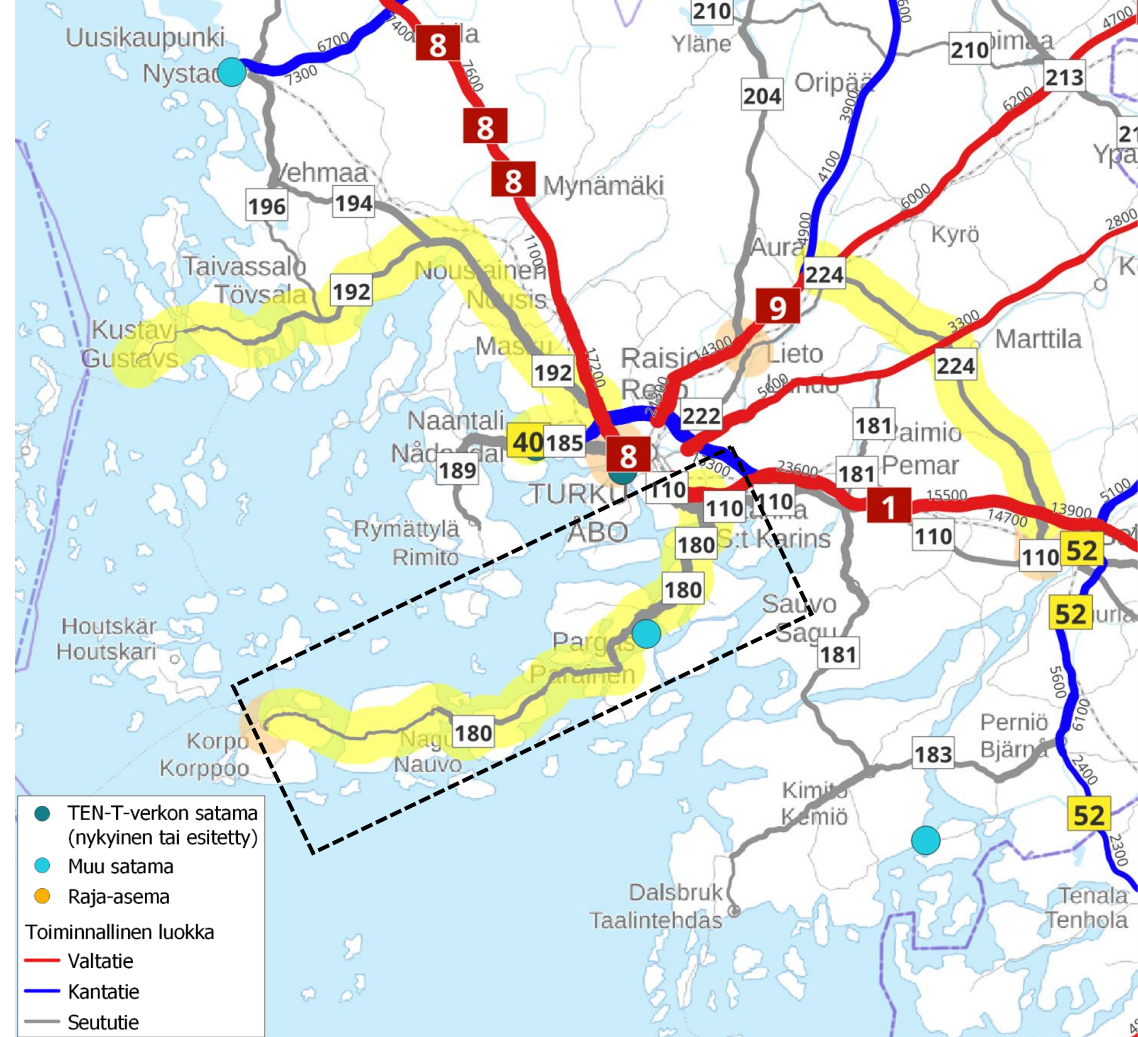 210
Uusikaupunki
6700
7400
8
210
4700
Yläne
Nystad
7300
7600
204
Oripää
213
3900
6200
8
Vehmaa
4100
8
Mynämäki
196
194
6000
2800
11000
4900
Kyrö
Aura
Taivassalo
Tövsala
Nousiainen
Nousis
224
192
9
Kustavi
Gustavs
3300
Marttila
Masku
17200
Raisio
14300
Lieto
224
192
Reso
5600
Naantali
222
40
185
181
Paimio
Nådendal
8
189
181
Pemar
23600
5100
TURKU
ÅBO
110
110
110
1
15500
13900
14700
Rymättylä
Rimito
180
S:t Karins
110
110
52
180
Sauvo
Sagu
52
Houtskär
Houtskari
Pargas
Parainen
181
5600
6100
180
Korpo
Korppoo
Nagu
Nauvo
Perniö
Bjärnå
183
2400
Kimito
Kemiö
52
2300
Dalsbruk
Taalintehdas
Tenala
Tenhola
TEN-T-verkon satama
(nykyinen tai esitetty)
Muu satama
Raja-asema
Toiminnallinen luokka
Valtatie
Kantatie
Seututie